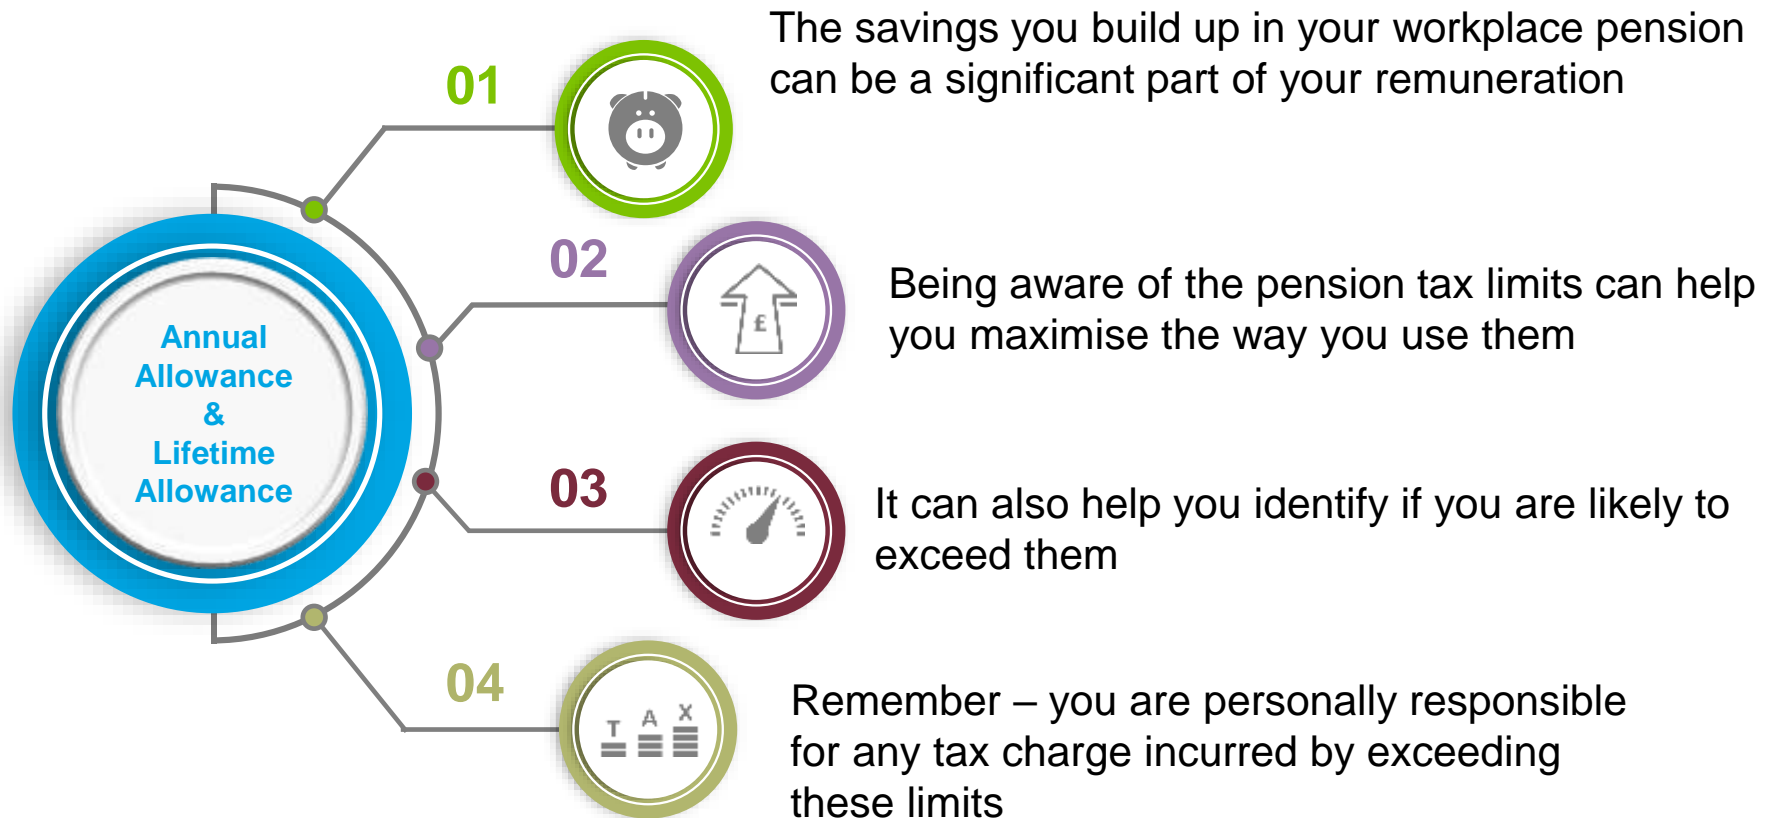 01
The savings you build up in your workplace pension
can be a significant part of your remuneration
02
Being aware of the pension tax limits can help
you maximise the way you use them
£
Annual
Allowance
&
Lifetime
Allowance
03
It can also help you identify if you are likely to
exceed them
04
Remember – you are personally responsible
for any tax charge incurred by exceeding
these limits
T A X